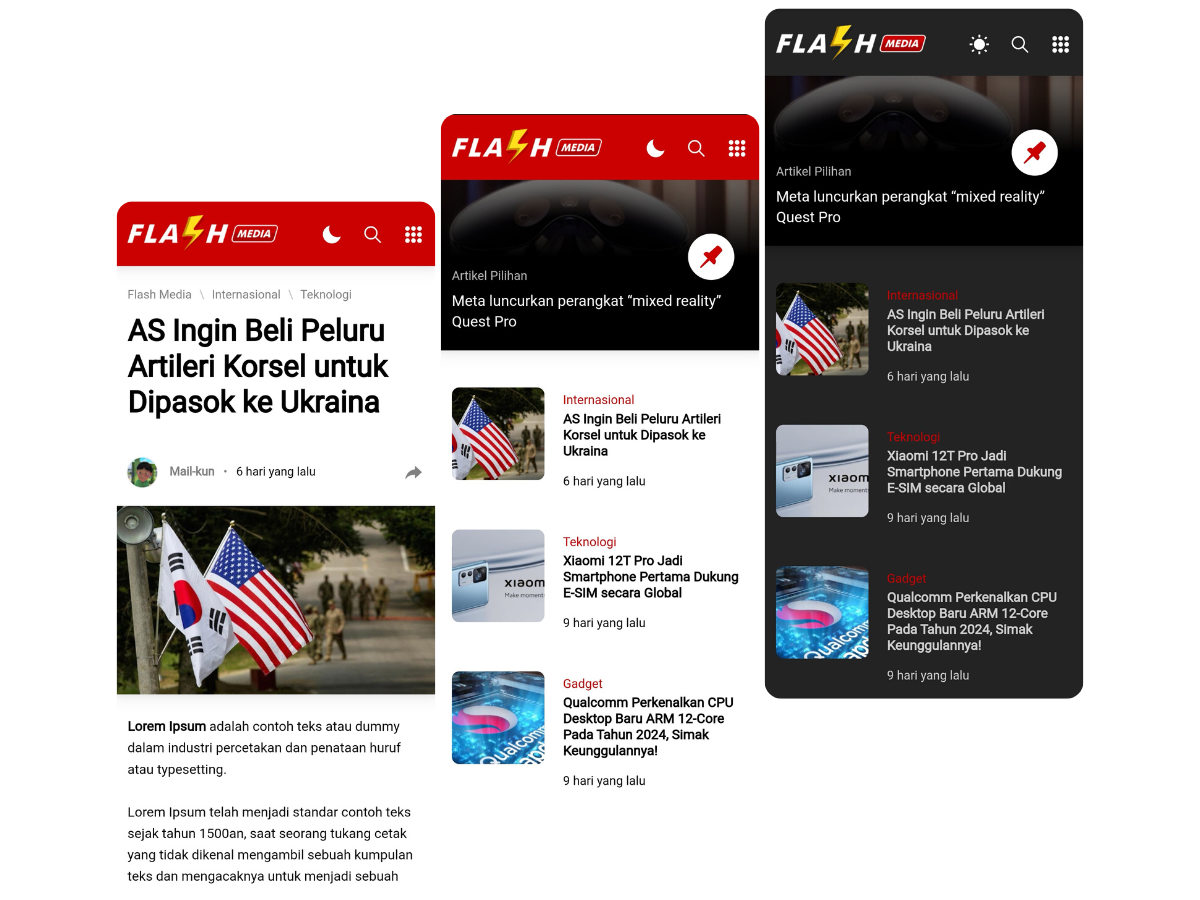 FLASH MEDIA
Flash Media \ Internasional \ Teknologi
AS Ingin Beli Peluru
Artileri Korsel untuk
Dipasok ke Ukraina
Mail-kun • 6 hari yang lalu
Lorem Ipsum adalah contoh teks atau dummy
dalam industri percetakan dan penataan huruf
atau typesetting.
Lorem Ipsum telah menjadi standar contoh teks
sejak tahun 1500an, saat seorang tukang cetak
yang tidak dikenal mengambil sebuah kumpulan
teks dan mengacaknya untuk menjadi sebuah
FLASH MEDIA
Artikel Pilihan
Meta luncurkan perangkat “mixed reality”
Quest Pro
Internasional
AS Ingin Beli Peluru Artileri
Korsel untuk Dipasok ke
Ukraina
6 hari yang lalu
xiaom
Make moment
Teknologi
Xiaomi 12T Pro Jadi
Smartphone Pertama Dukung
E-SIM secara Global
9 hari yang lalu
Qualcomm
Gadget
Qualcomm Perkenalkan CPU
Desktop Baru ARM 12-Core
Pada Tahun 2024, Simak
Keunggulannya!
9 hari yang lalu
FLASH MEDIA
Artikel Pilihan
Meta luncurkan perangkat “mixed reality”
Quest Pro
Internasional
AS Ingin Beli Peluru Artileri
Korsel untuk Dipasok ke
Ukraina
6 hari yang lalu
xiaom
Make moment
Teknologi
Xiaomi 12T Pro Jadi
Smartphone Pertama Dukung
E-SIM secara Global
9 hari yang lalu
Qualcomm
Gadget
Qualcomm Perkenalkan CPU
Desktop Baru ARM 12-Core
Pada Tahun 2024, Simak
Keunggulannya!
9 hari yang lalu